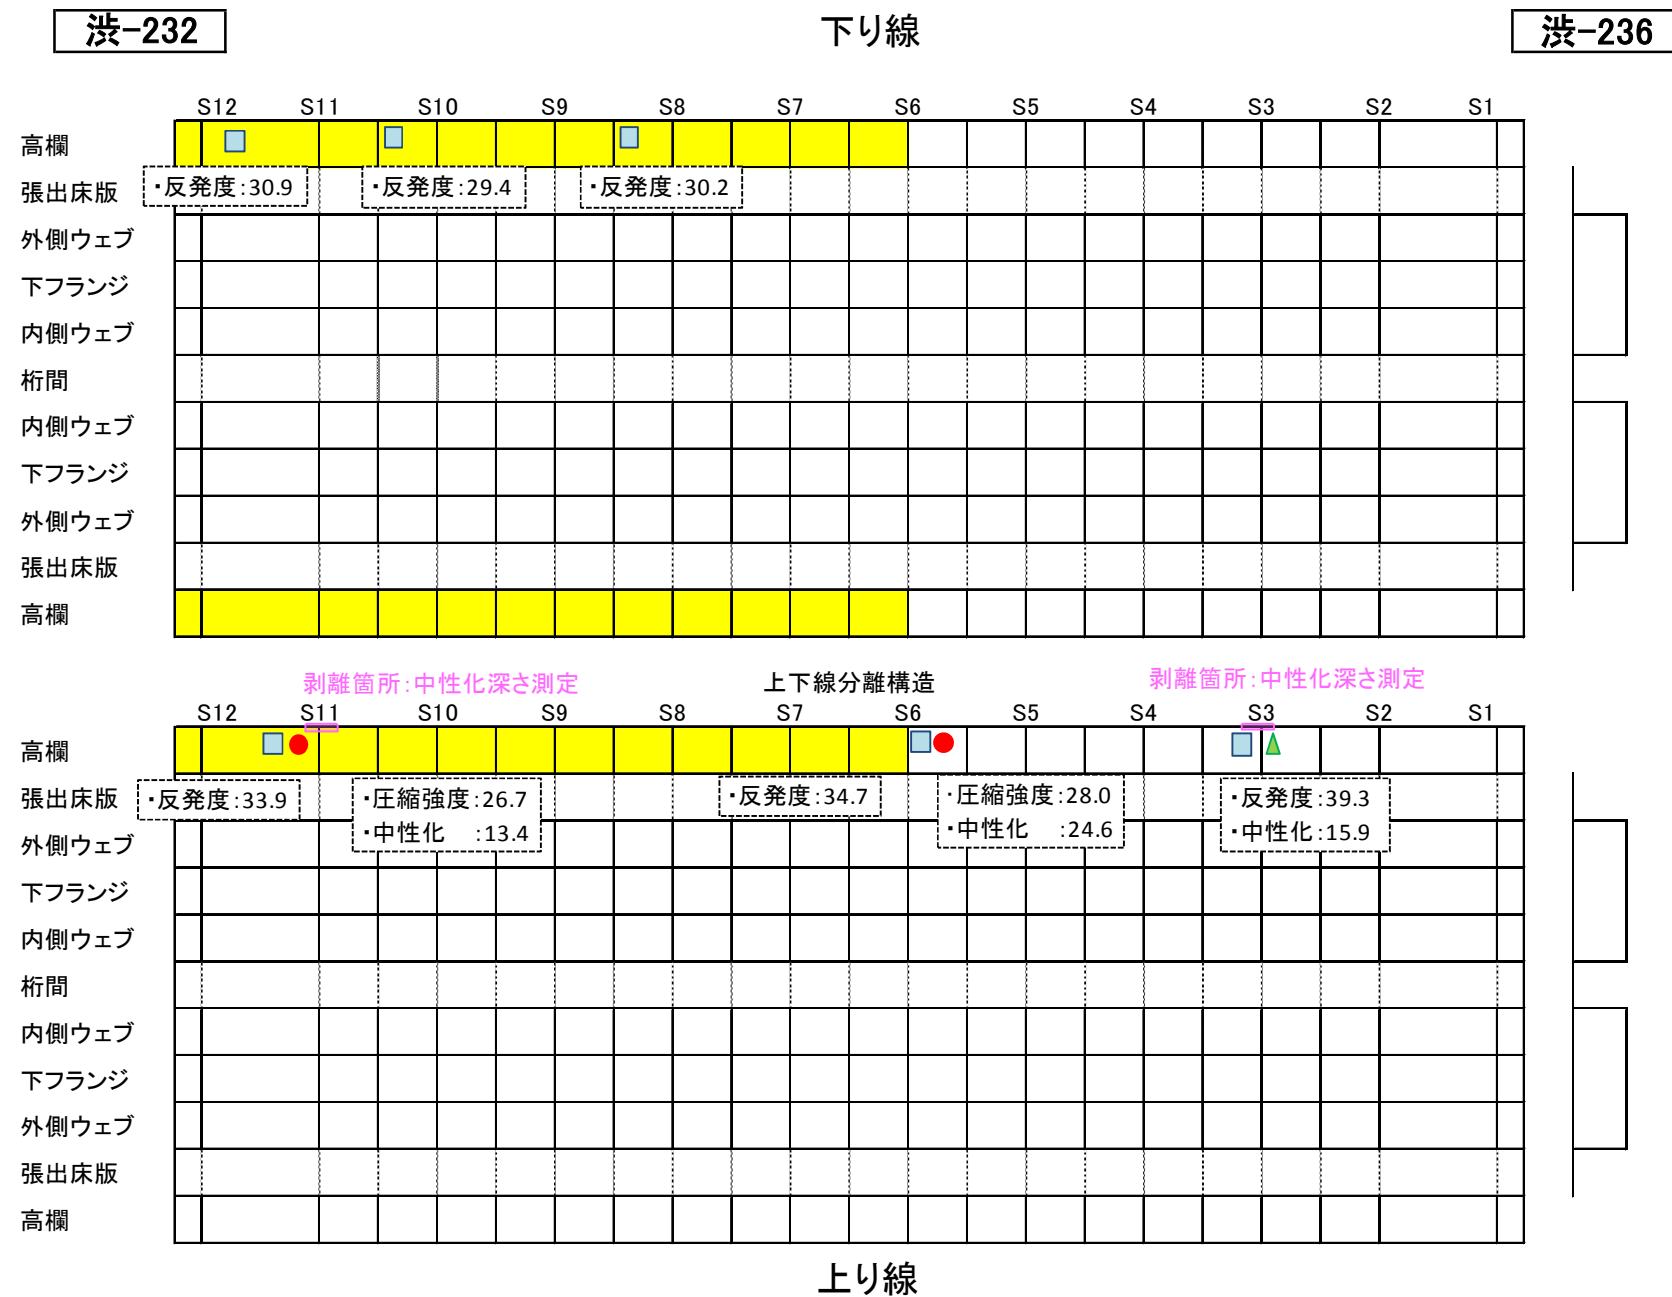 渋-232
下り線
渋-236
S12 S11 S10 S9 S8 S7 S6 S5 S4 S3 S2 S1
高欄
張出床版 ・反発度:30.9 ・反発度:29.4 ・反発度:30.2
外側ウェブ
下フランジ
内側ウェブ
桁間
内側ウェブ
下フランジ
外側ウェブ
張出床版
高欄
剥離箇所:中性化深さ測定 上下線分離構造 剥離箇所:中性化深さ測定
S12 S11 S10 S9 S8 S7 S6 S5 S4 S3 S2 S1
高欄
張出床版 ・反発度:33.9 ・圧縮強度:26.7 ・反発度:34.7 ・圧縮強度:28.0 ・反発度:39.3
・中性化 :13.4 ・中性化 :24.6 ・中性化:15.9
外側ウェブ
下フランジ
内側ウェブ
桁間
内側ウェブ
下フランジ
外側ウェブ
張出床版
高欄
上り線